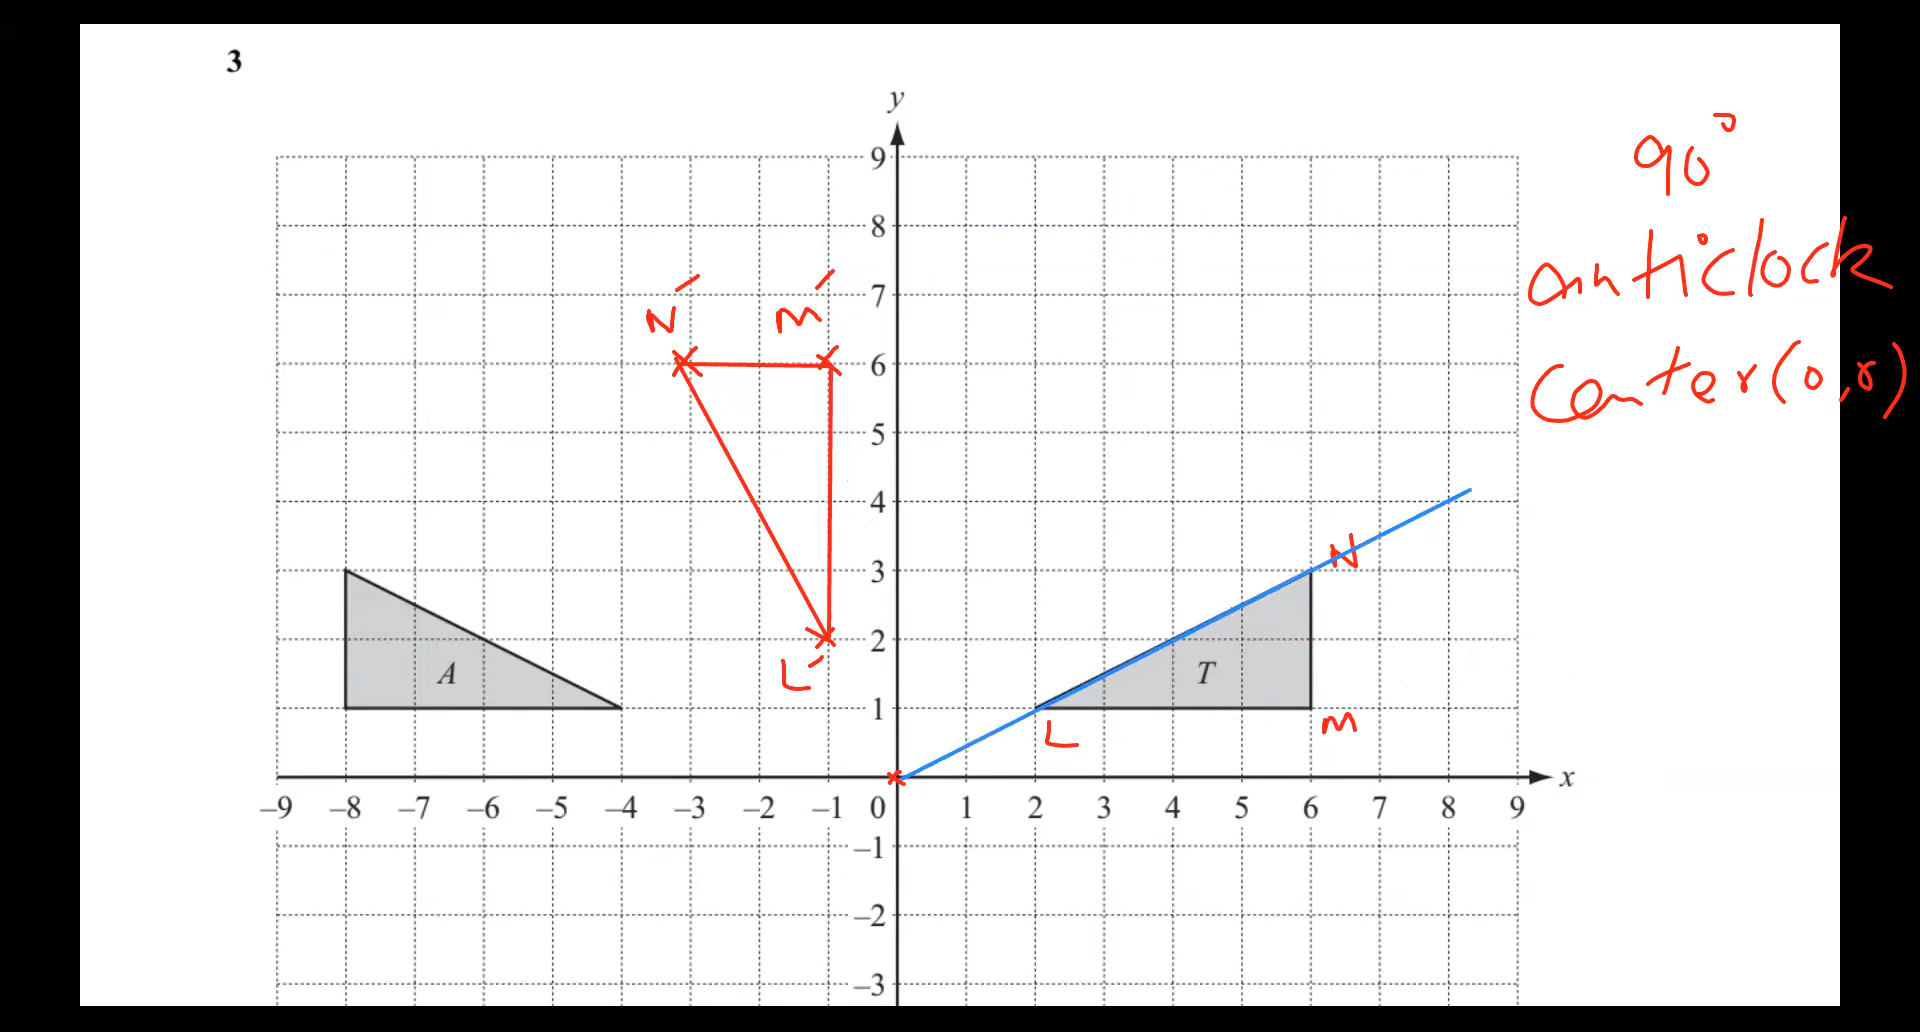 3
y
9
8
7
6
5
4
3
2
1
90°
anticlock
center(0,0)
N'
M'
L'
N
A
T
L
M
x
–9 –8 –7 –6 –5 –4 –3 –2 –1 0 1 2 3 4 5 6 7 8 9
–1
–2
–3